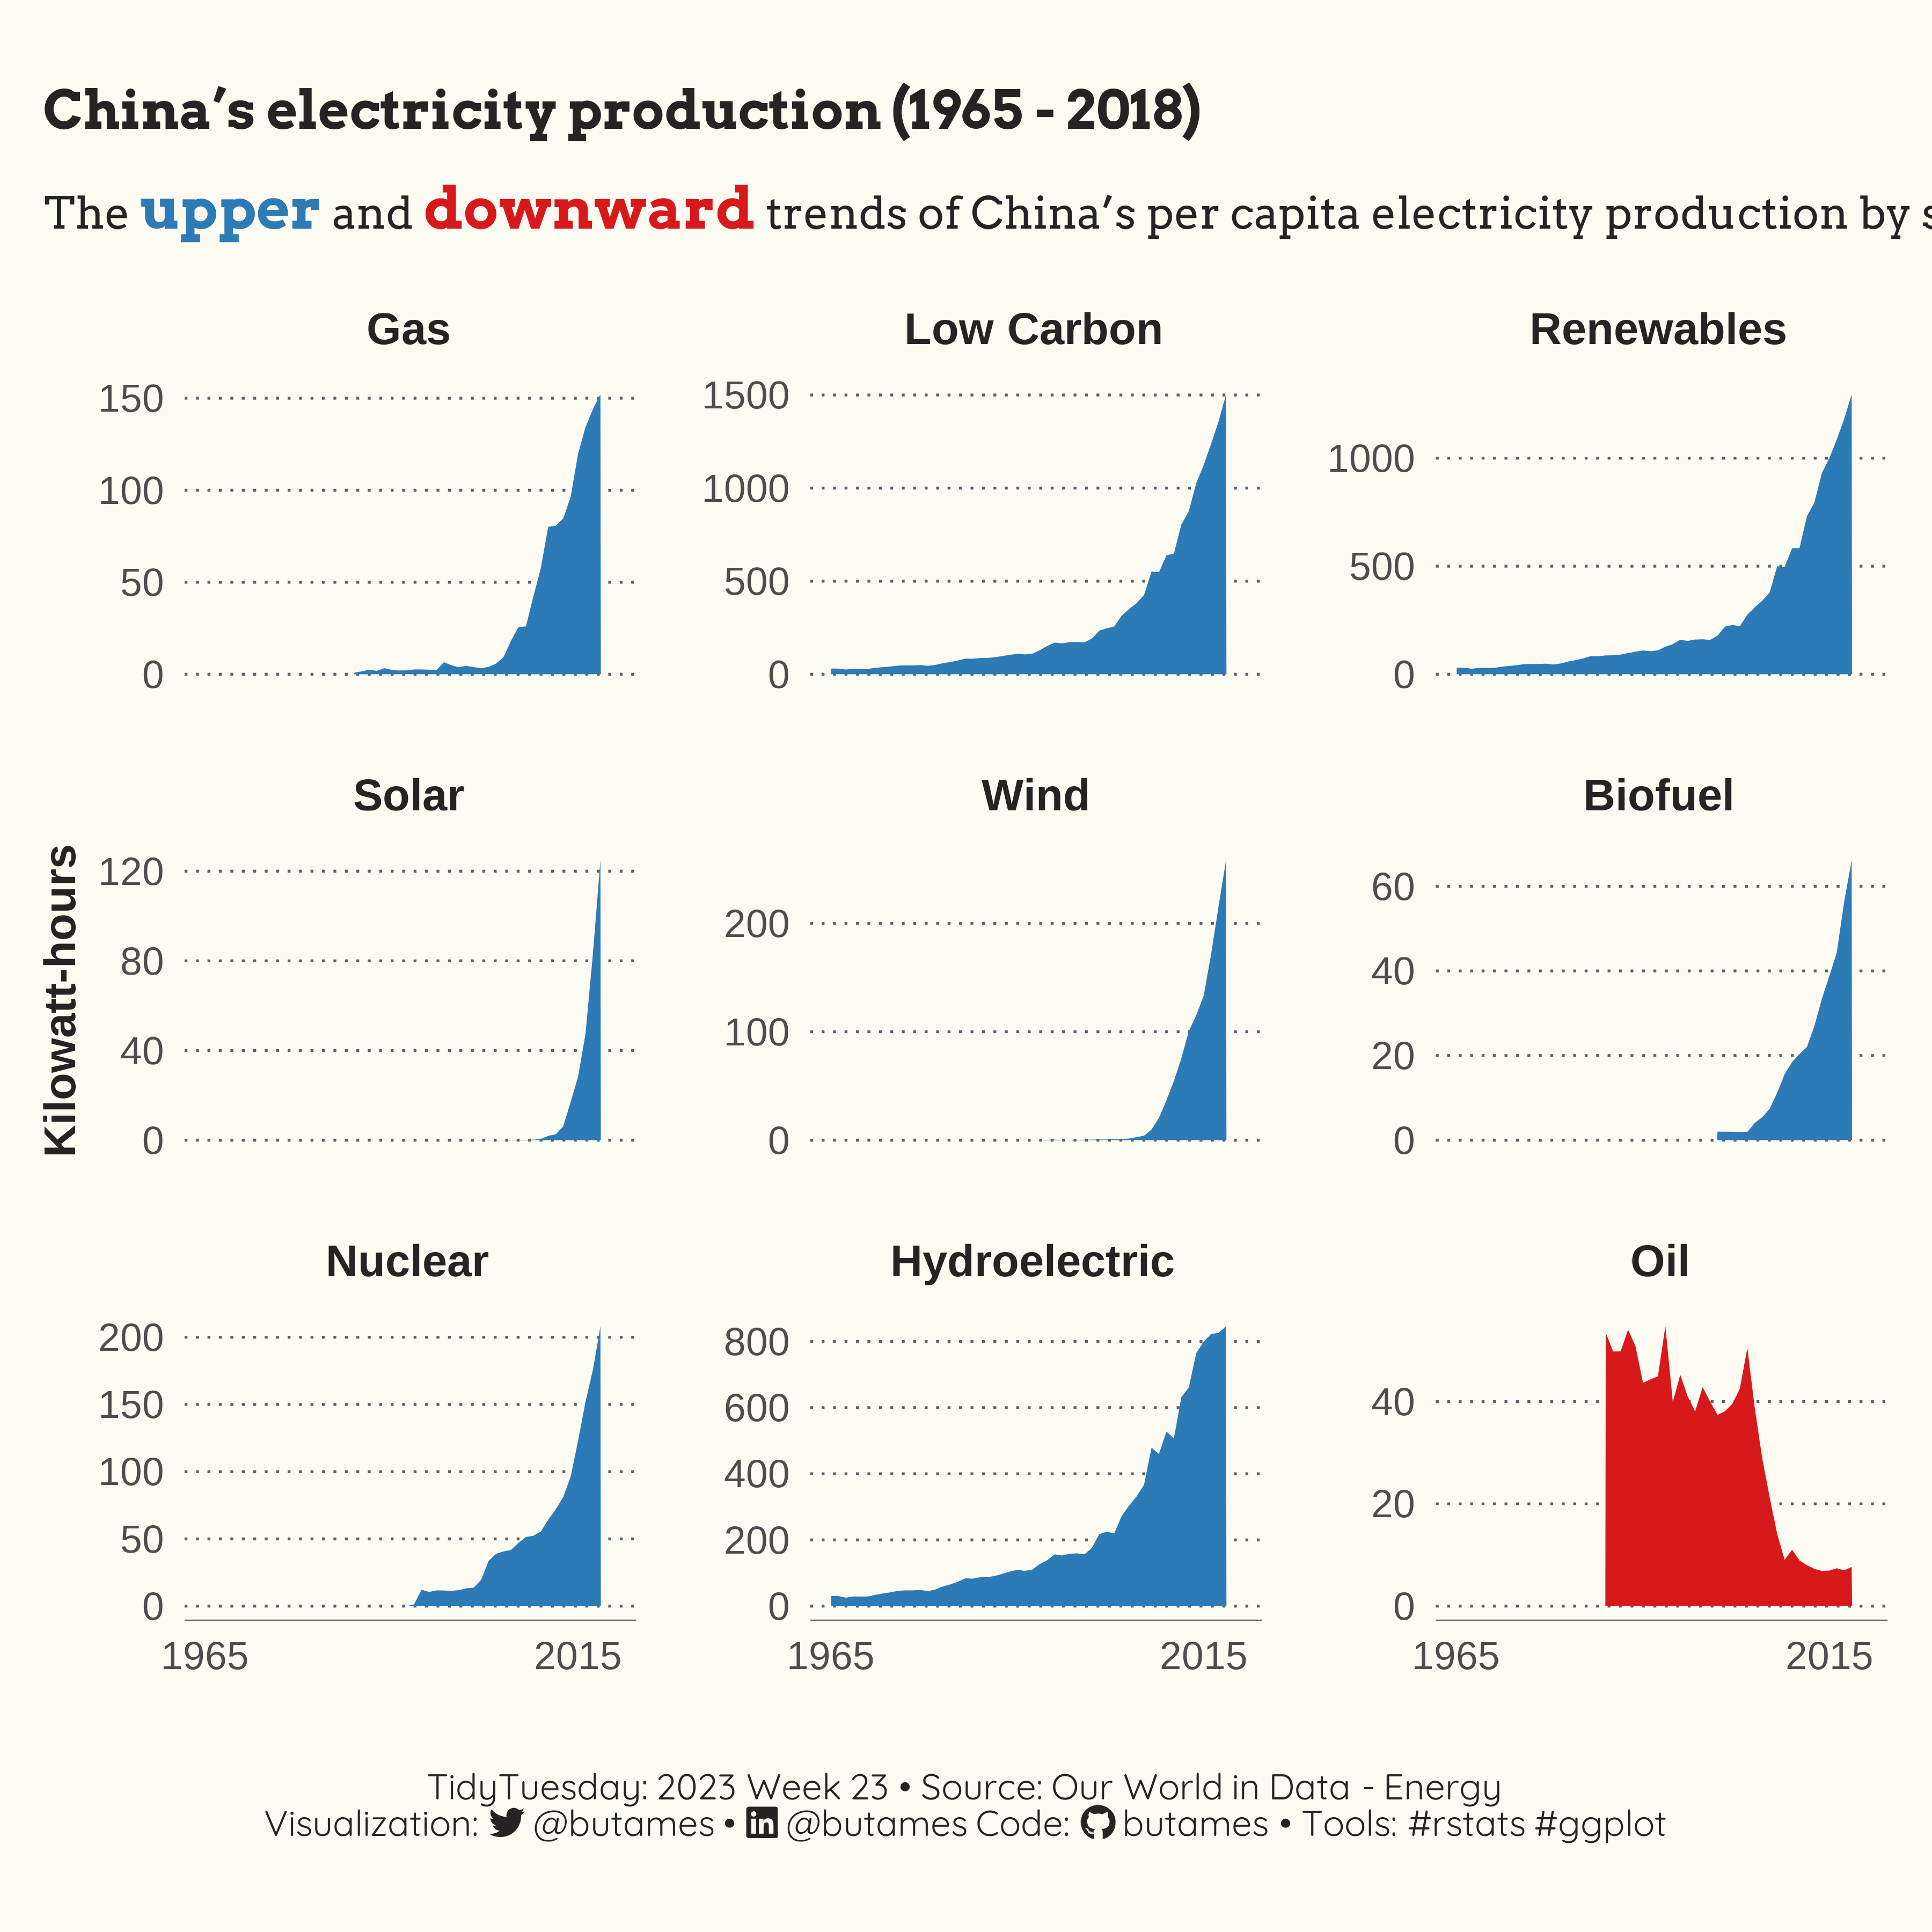 China’s electricity production (1965 - 2018)
The upper and downward trends of China’s per capita electricity production by
Gas
Low Carbon
Renewables
150
100
50
0
1500
1000
500
0
1000
500
0
Solar
Wind
Biofuel
Kilowatt-hours
120
80
40
0
200
100
0
60
40
20
0
Nuclear
Hydroelectric
Oil
200
150
100
50
0
800
600
400
200
0
40
20
0
1965 2015
1965 2015
1965 2015
TidyTuesday: 2023 Week 23 • Source: Our World in Data - Energy
Visualization: @butames • @butames Code: butames • Tools: #rstats #ggplot